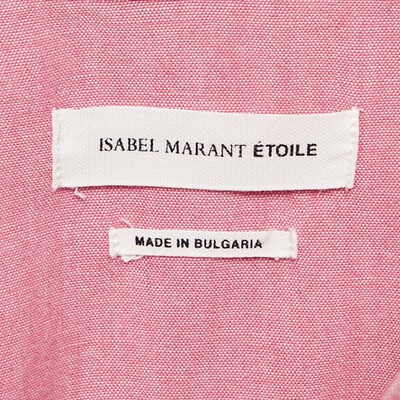 ISABEL MARANT ÉTOILE
MADE IN BULGARIA